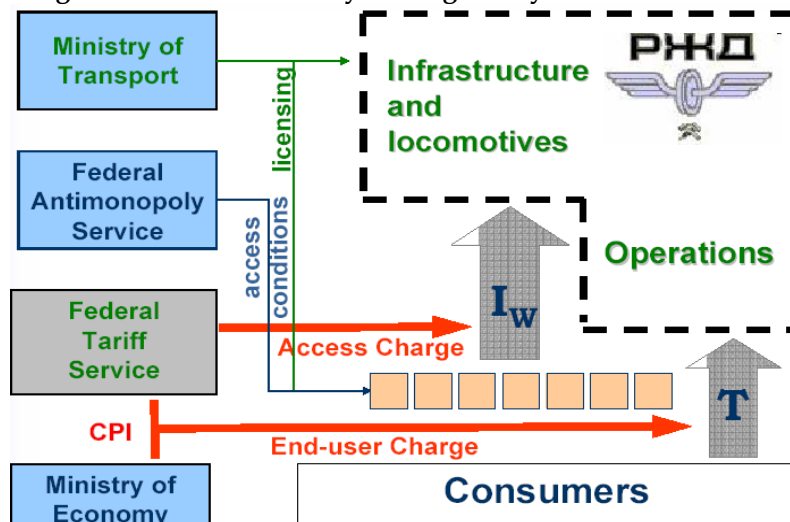 Ministry of
Transport
licensing
Infrastructure
and
locomotives
РЖД
Federal
Antimonopoly
Service
access
conditions
Operations
Federal
Tariff
Service
Access Charge
Iw
T
CPI
End-user Charge
Ministry of
Economy
Consumers